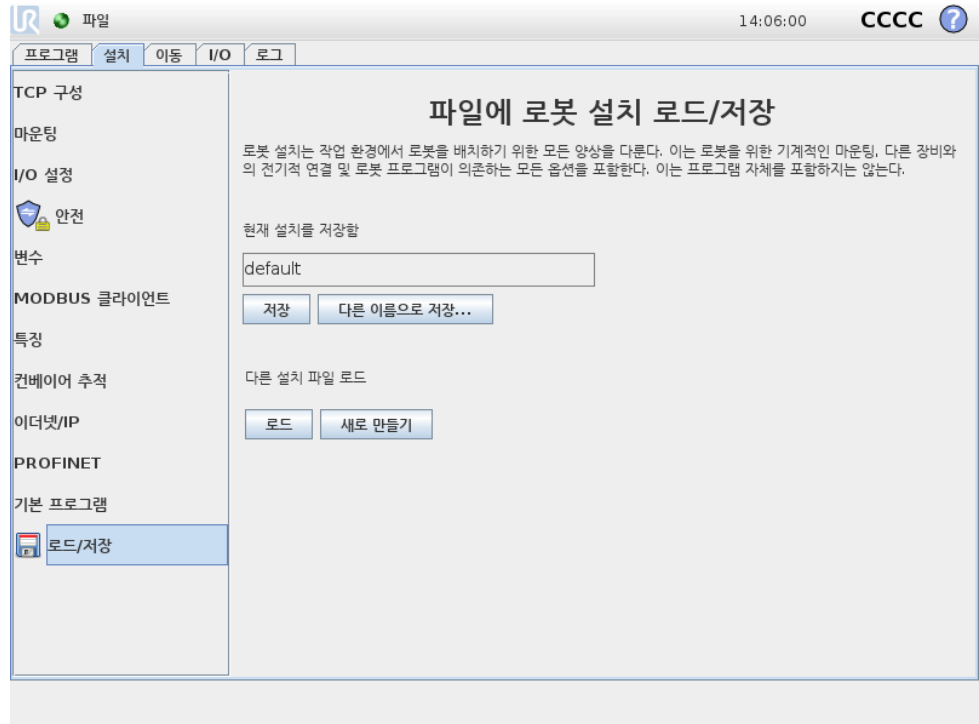 UR 파일 14:06:00 CCCC ?
프로그램 설치 이동 I/O 로그
TCP 구성
마운팅
I/O 설정
안전
변수
MODBUS 클라이언트
특징
컨베이어 추적
이더넷/IP
PROFINET
기본 프로그램
로드/저장
파일에 로봇 설치 로드/저장
로봇 설치는 작업 환경에서 로봇을 배치하기 위한 모든 양상을 다룬다. 이는 로봇을 위한 기계적인 마운팅, 다른 장비와
의 전기적 연결 및 로봇 프로그램이 의존하는 모든 옵션을 포함한다. 이는 프로그램 자체를 포함하지는 않는다.
현재 설치를 저장함
default
저장 다른 이름으로 저장...
다른 설치 파일 로드
로드 새로 만들기